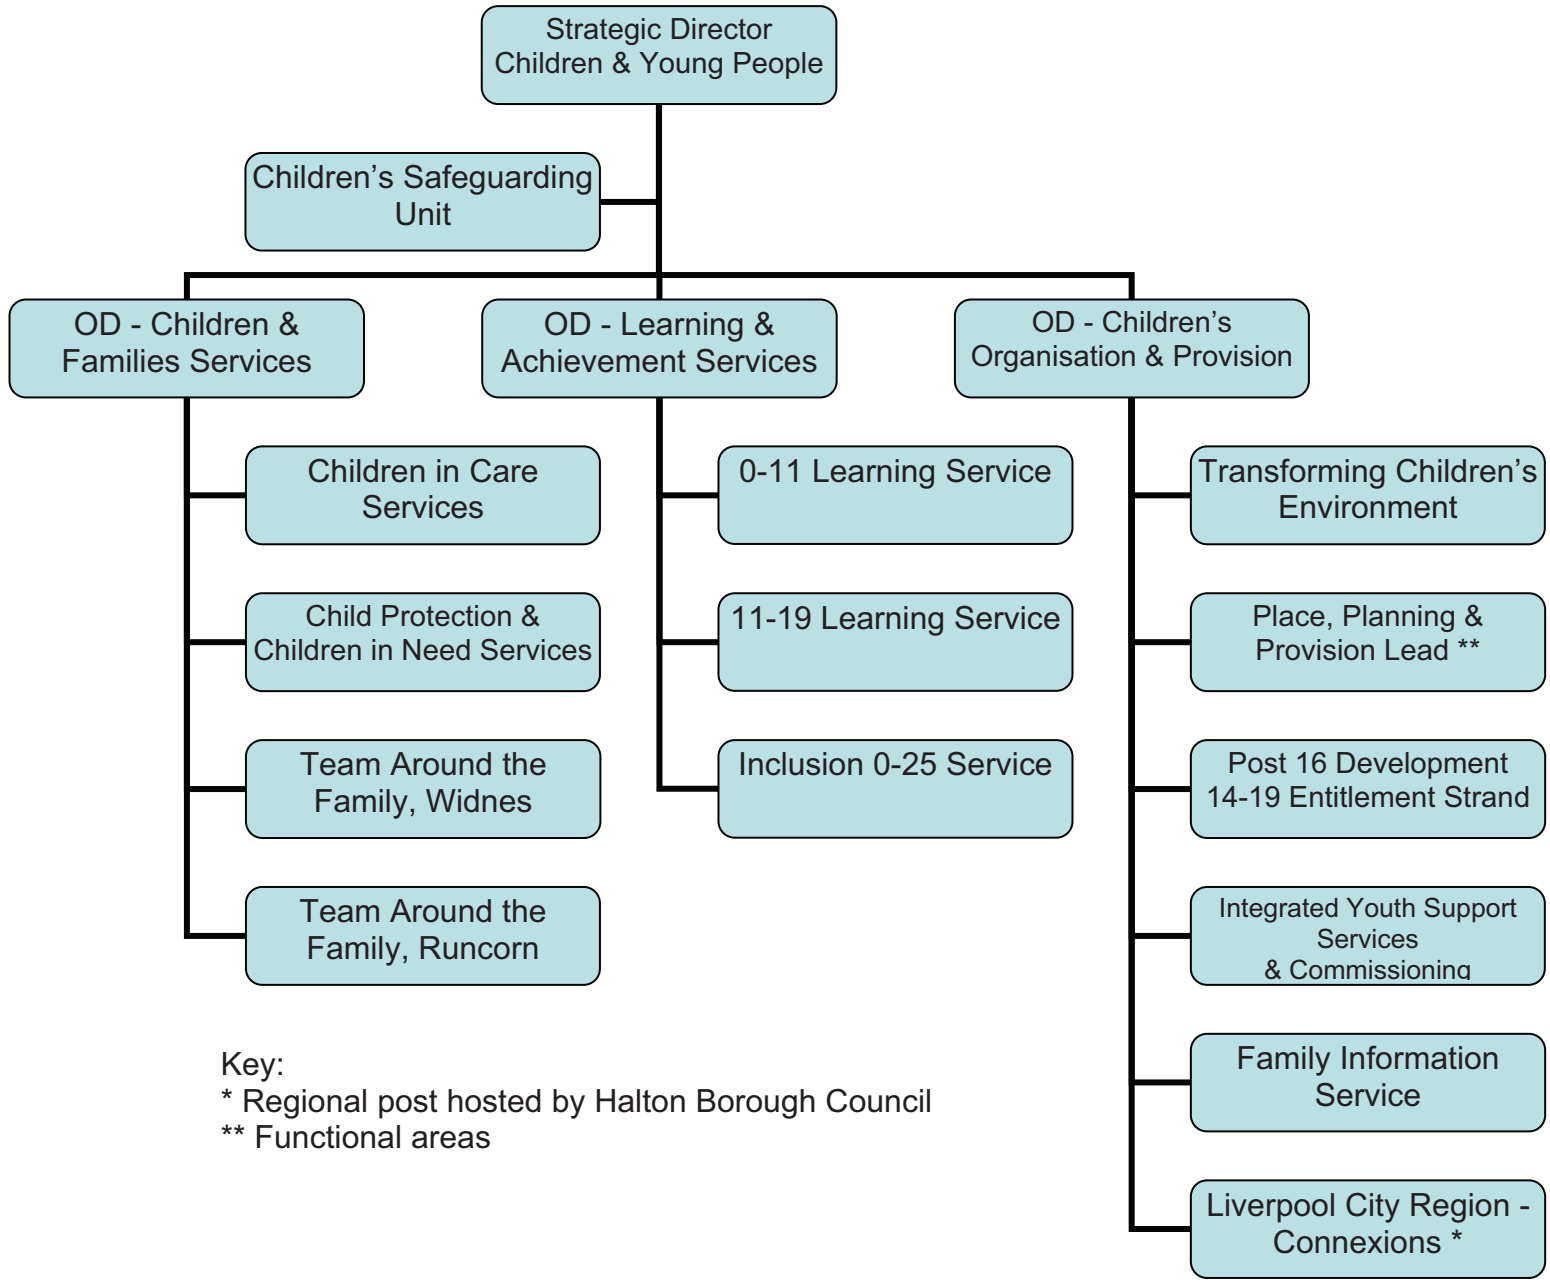 Strategic Director
Children & Young People
Children’s Safeguarding
Unit
OD - Children &
Families Services
OD - Learning &
Achievement Services
OD - Children’s
Organisation & Provision
Children in Care
Services
Child Protection &
Children in Need Services
Team Around the
Family, Widnes
Team Around the
Family, Runcorn
0-11 Learning Service
11-19 Learning Service
Inclusion 0-25 Service
Transforming Children’s
Environment
Place, Planning &
Provision Lead **
Post 16 Development
14-19 Entitlement Strand
Integrated Youth Support
Services
& Commissioning
Family Information
Service
Liverpool City Region -
Connexions *
Key:
* Regional post hosted by Halton Borough Council
** Functional areas